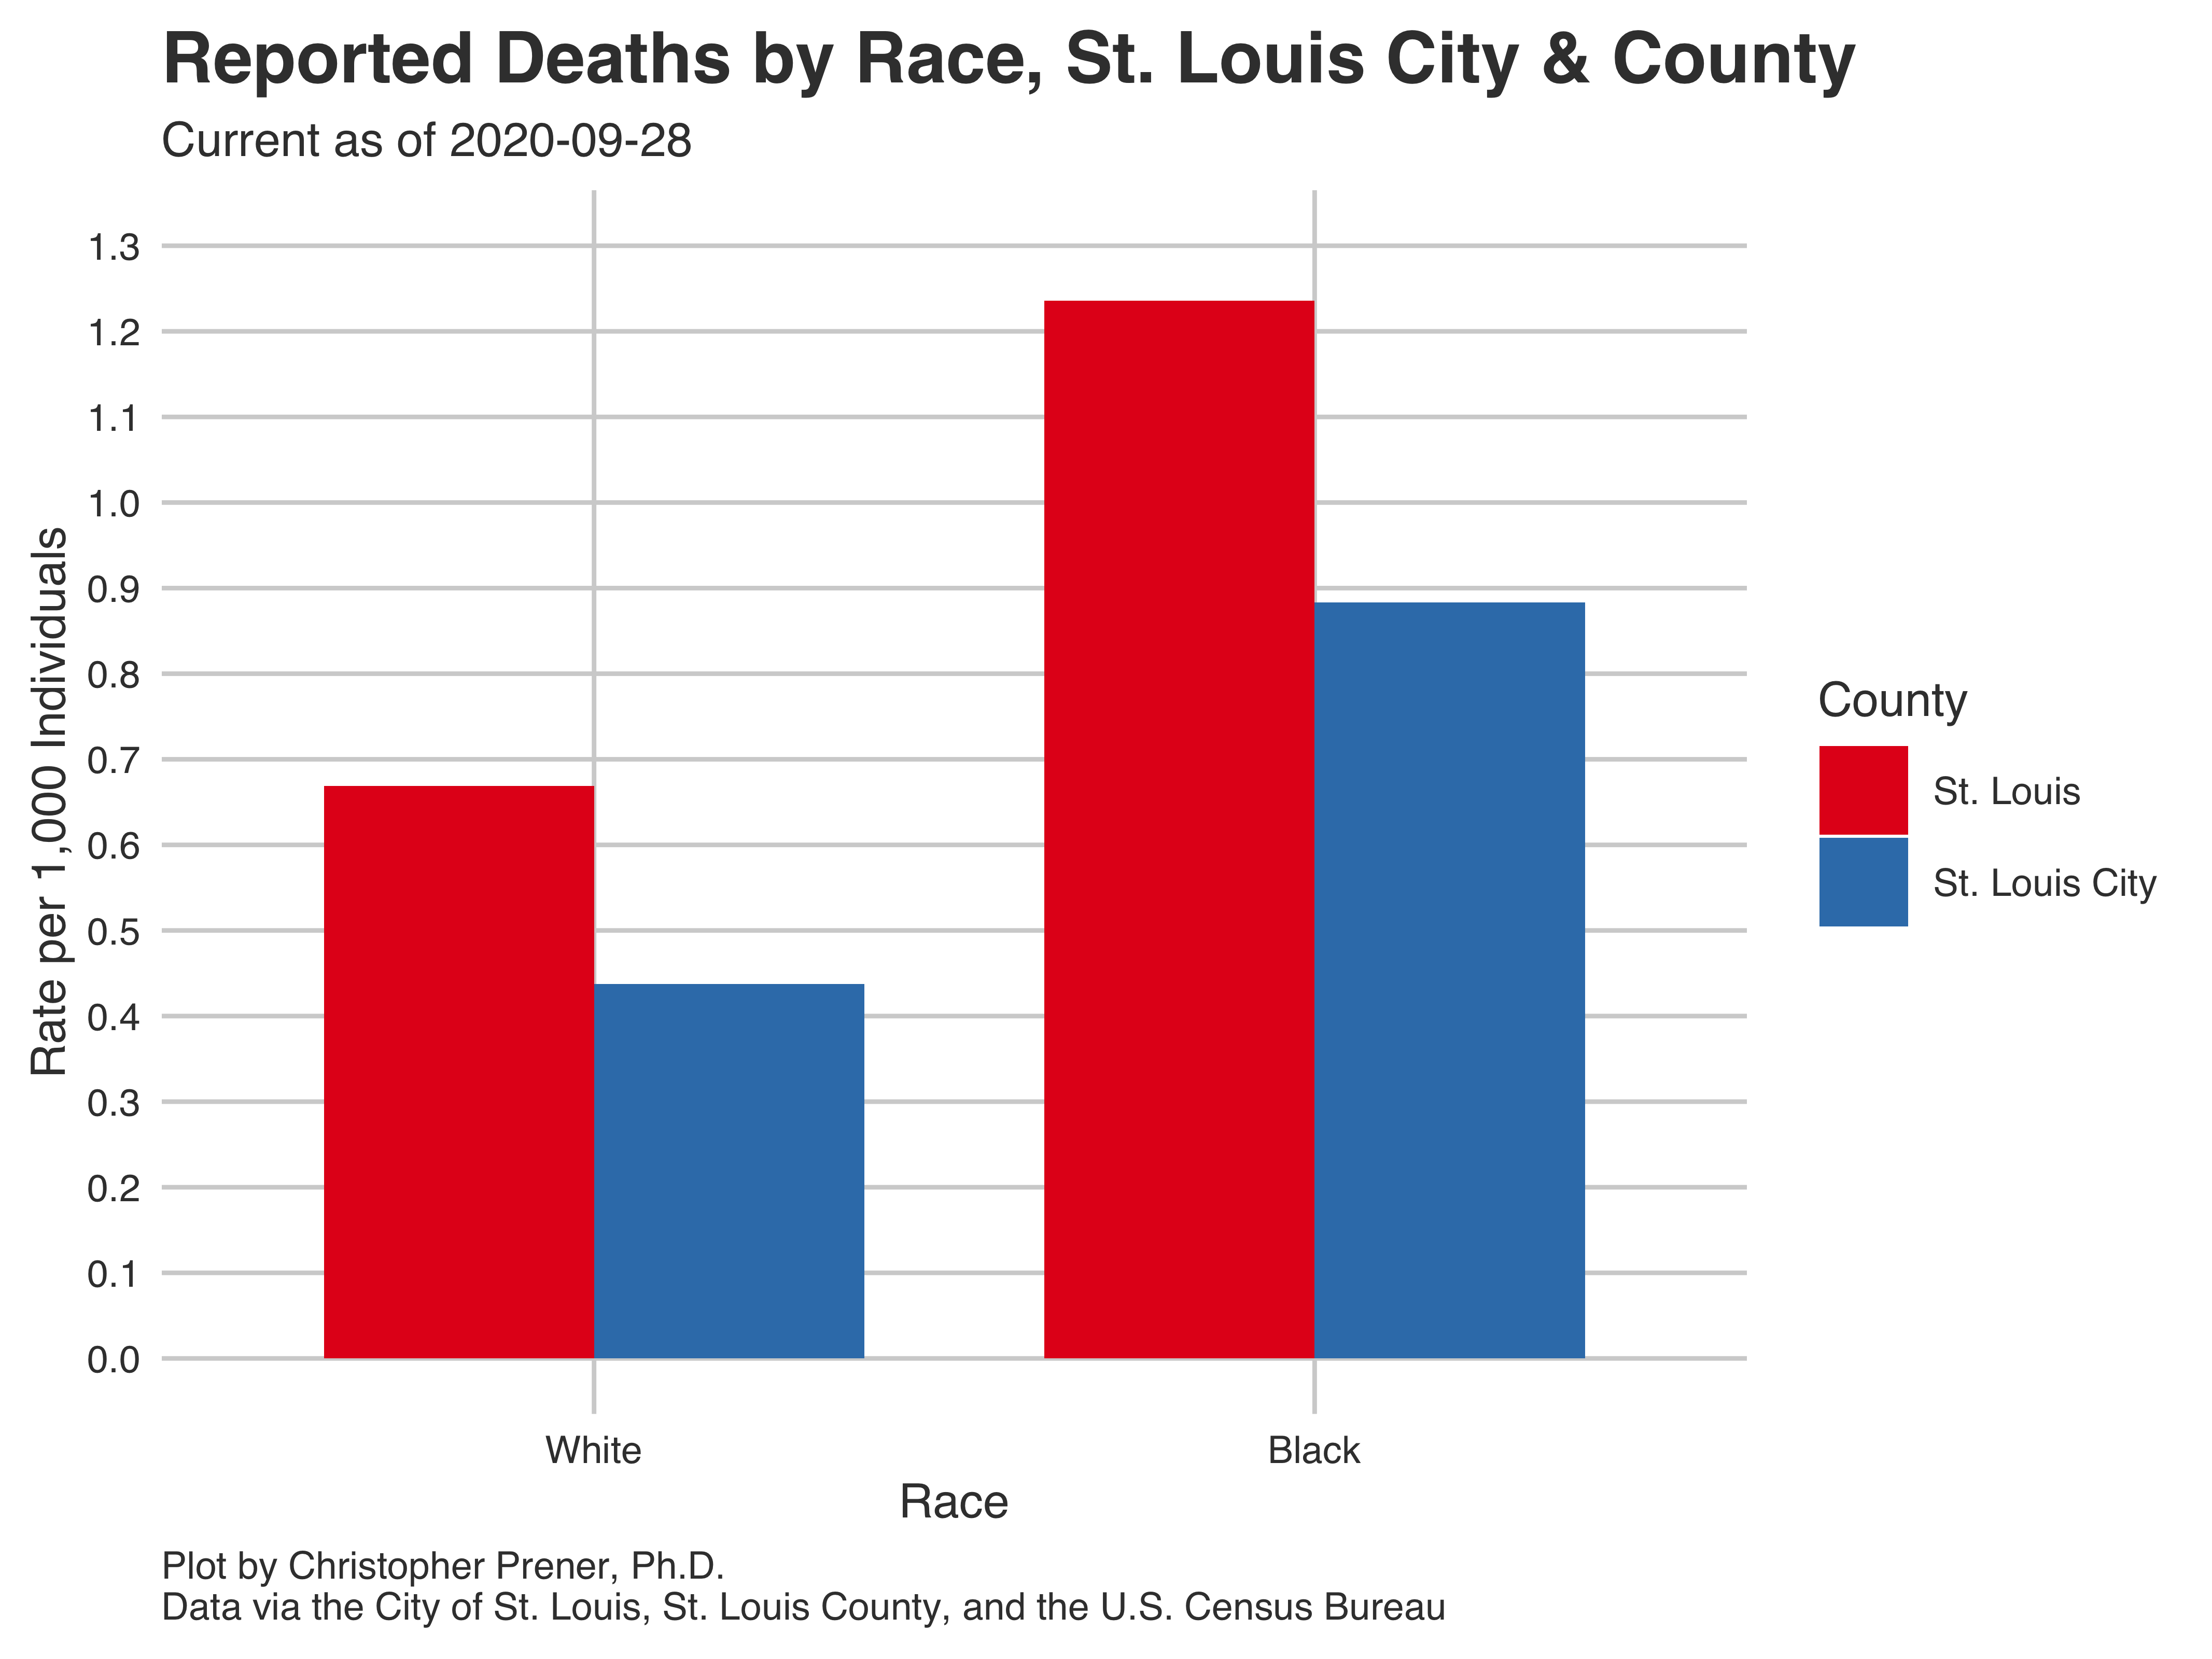 Reported Deaths by Race, St. Louis City & County
Current as of 2020-09-28
Rate per 1,000 Individuals
1.3
1.2
1.1
1.0
0.9
0.8
0.7
0.6
0.5
0.4
0.3
0.2
0.1
0.0
White
Black
Race
County
St. Louis
St. Louis City
Plot by Christopher Prener, Ph.D.
Data via the City of St. Louis, St. Louis County, and the U.S. Census Bureau